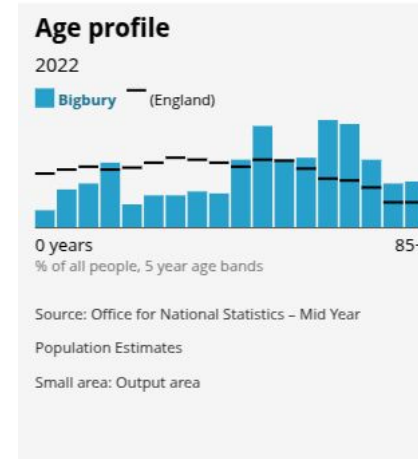 Age profile
2022
Bigbury (England)
0 years 85+
% of all people, 5 year age bands
Source: Office for National Statistics – Mid Year
Population Estimates
Small area: Output area